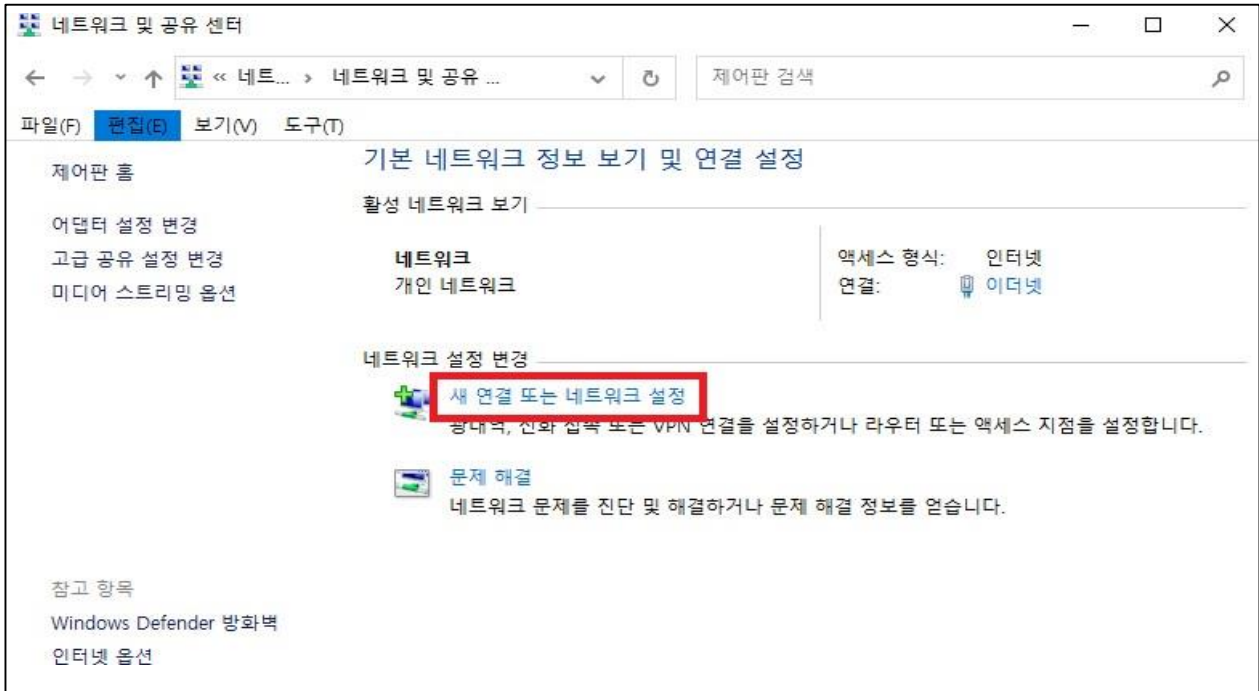 네트워크 및 공유 센터
« 네트... › 네트워크 및 공유 ...
제어판 검색
파일(F) 편집(E) 보기(V) 도구(T)
제어판 홈
어댑터 설정 변경
고급 공유 설정 변경
미디어 스트리밍 옵션
기본 네트워크 정보 보기 및 연결 설정
활성 네트워크 보기
네트워크
개인 네트워크
액세스 형식: 인터넷
연결: 이더넷
네트워크 설정 변경
새 연결 또는 네트워크 설정
광대역, 전화 접속 또는 VPN 연결을 설정하거나 라우터 또는 액세스 지점을 설정합니다.
문제 해결
네트워크 문제를 진단 및 해결하거나 문제 해결 정보를 얻습니다.
참고 항목
Windows Defender 방화벽
인터넷 옵션